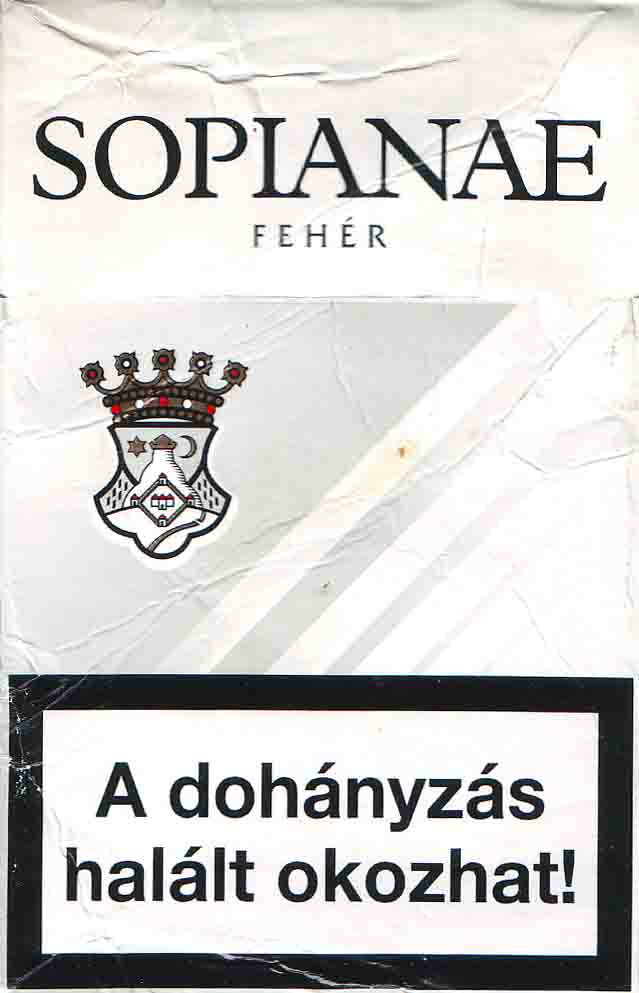 SOPIANAE
FEHÉR
A dohányzás
halált okozhat!